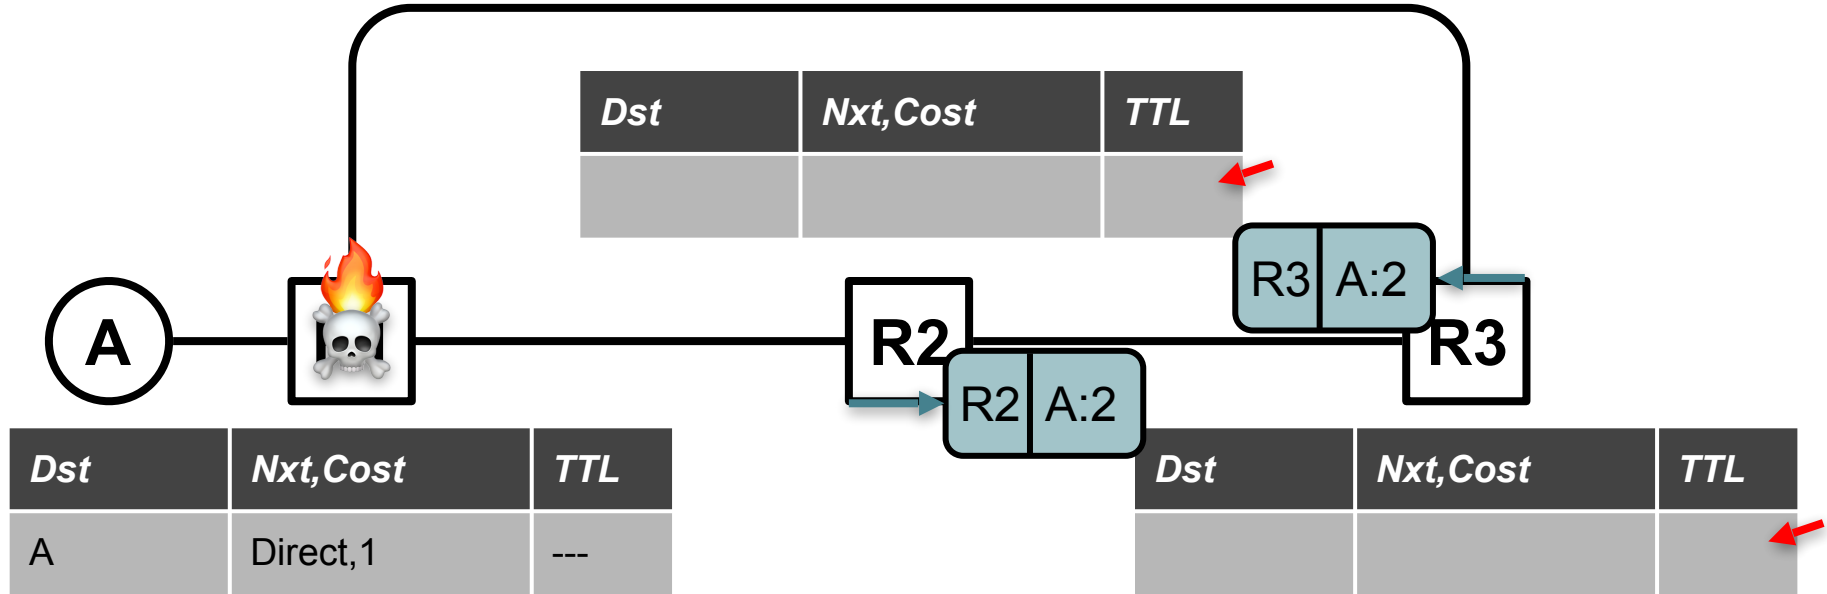 Dst Nxt,Cost TTL
R3 A:2
A R2 R3
R2 A:2
Dst Nxt,Cost TTL
A Direct,1 ---
Dst Nxt,Cost TTL